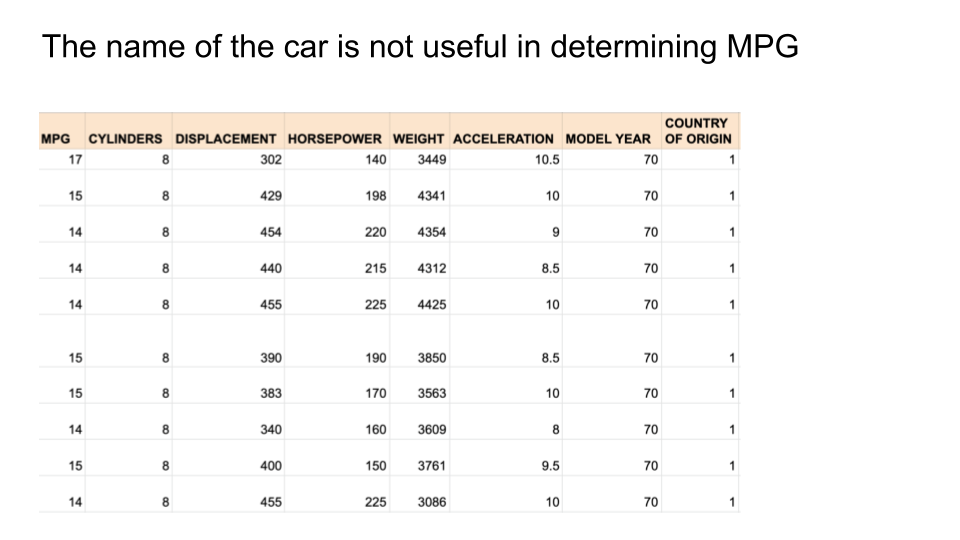 The name of the car is not useful in determining MPG
MPG CYLINDERS DISPLACEMENT HORSEPOWER WEIGHT ACCELERATION MODEL YEAR COUNTRY OF ORIGIN
17 8 302 140 3449 10.5 70 1
15 8 429 198 4341 10 70 1
14 8 454 220 4354 9 70 1
14 8 440 215 4312 8.5 70 1
14 8 455 225 4425 10 70 1
15 8 390 190 3850 8.5 70 1
15 8 383 170 3563 10 70 1
14 8 340 160 3609 8 70 1
15 8 400 150 3761 9.5 70 1
14 8 455 225 3086 10 70 1